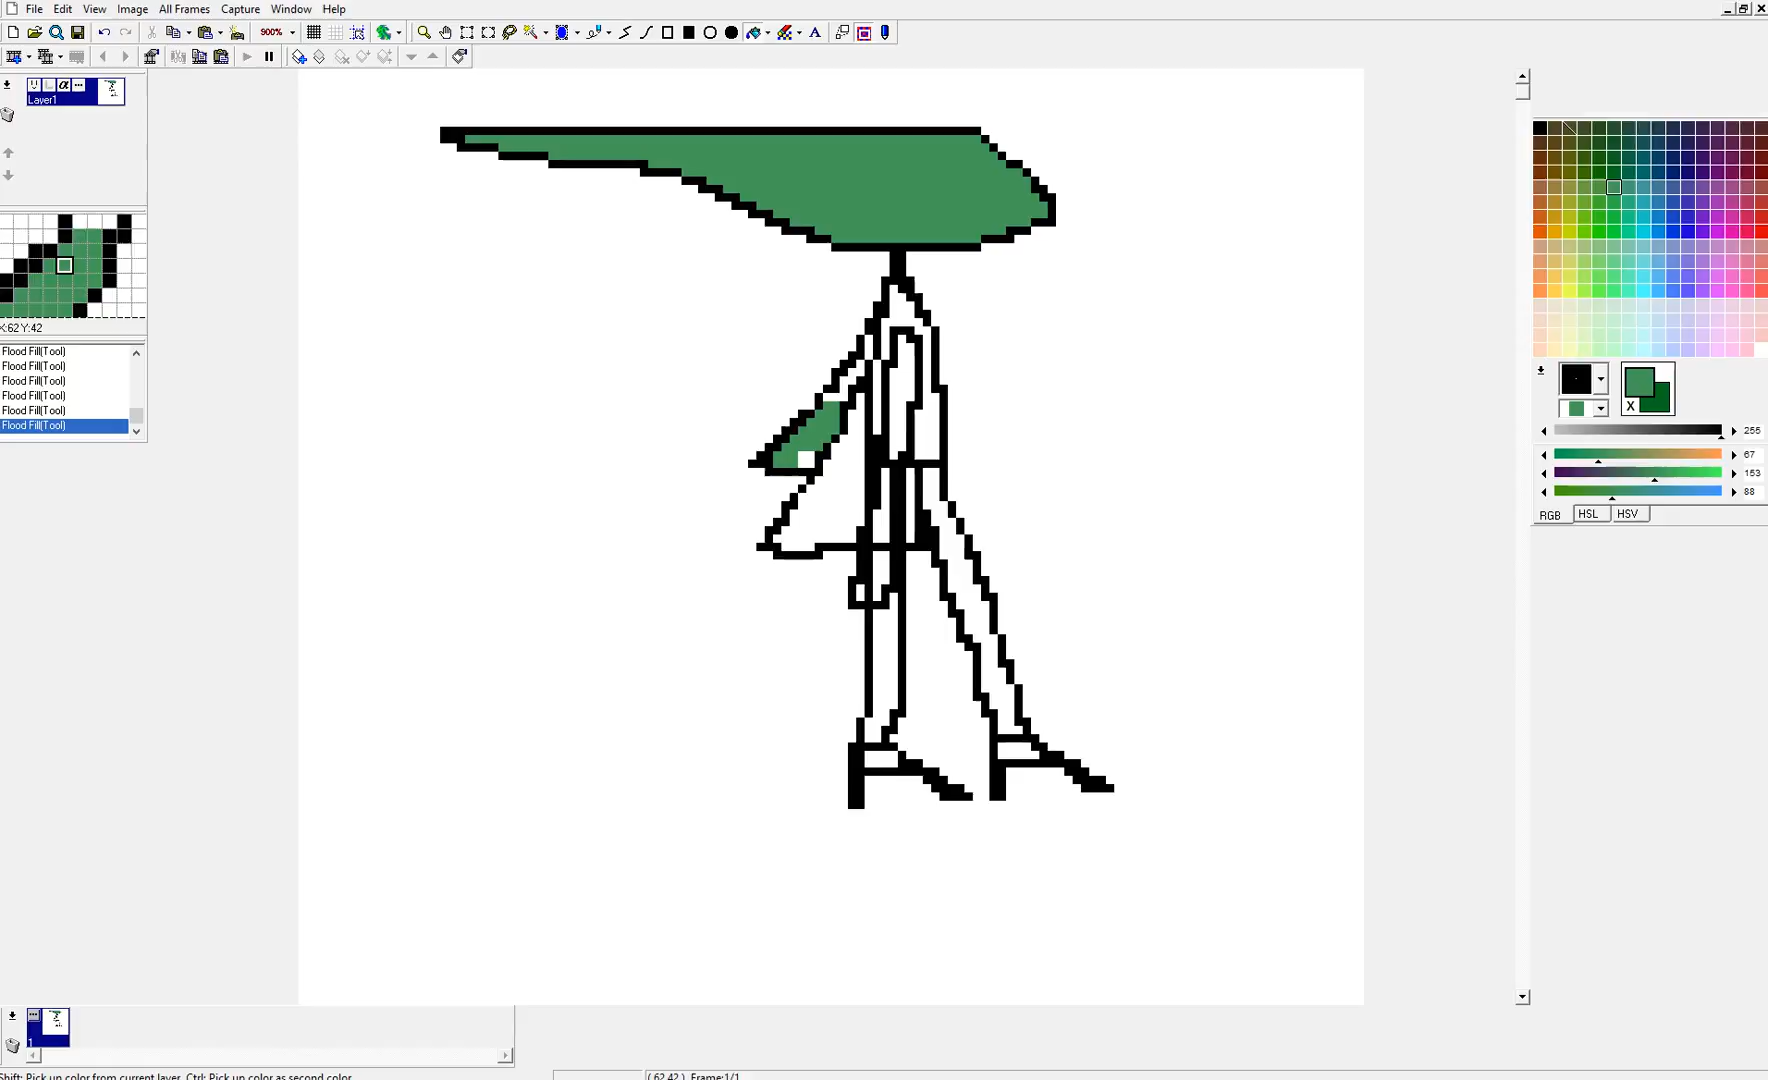 File Edit View Image All Frames Capture Window Help
900%
A
α
Layer1
X:62 Y:42
Flood Fill(Tool)
Flood Fill(Tool)
Flood Fill(Tool)
Flood Fill(Tool)
Flood Fill(Tool)
Flood Fill(Tool)
X
255
67
153
88
RGB HSL HSV
1
Shift: Pick up color from current layer, Ctrl: Pick up color as second color
( 62,42 ) Frame:1/1